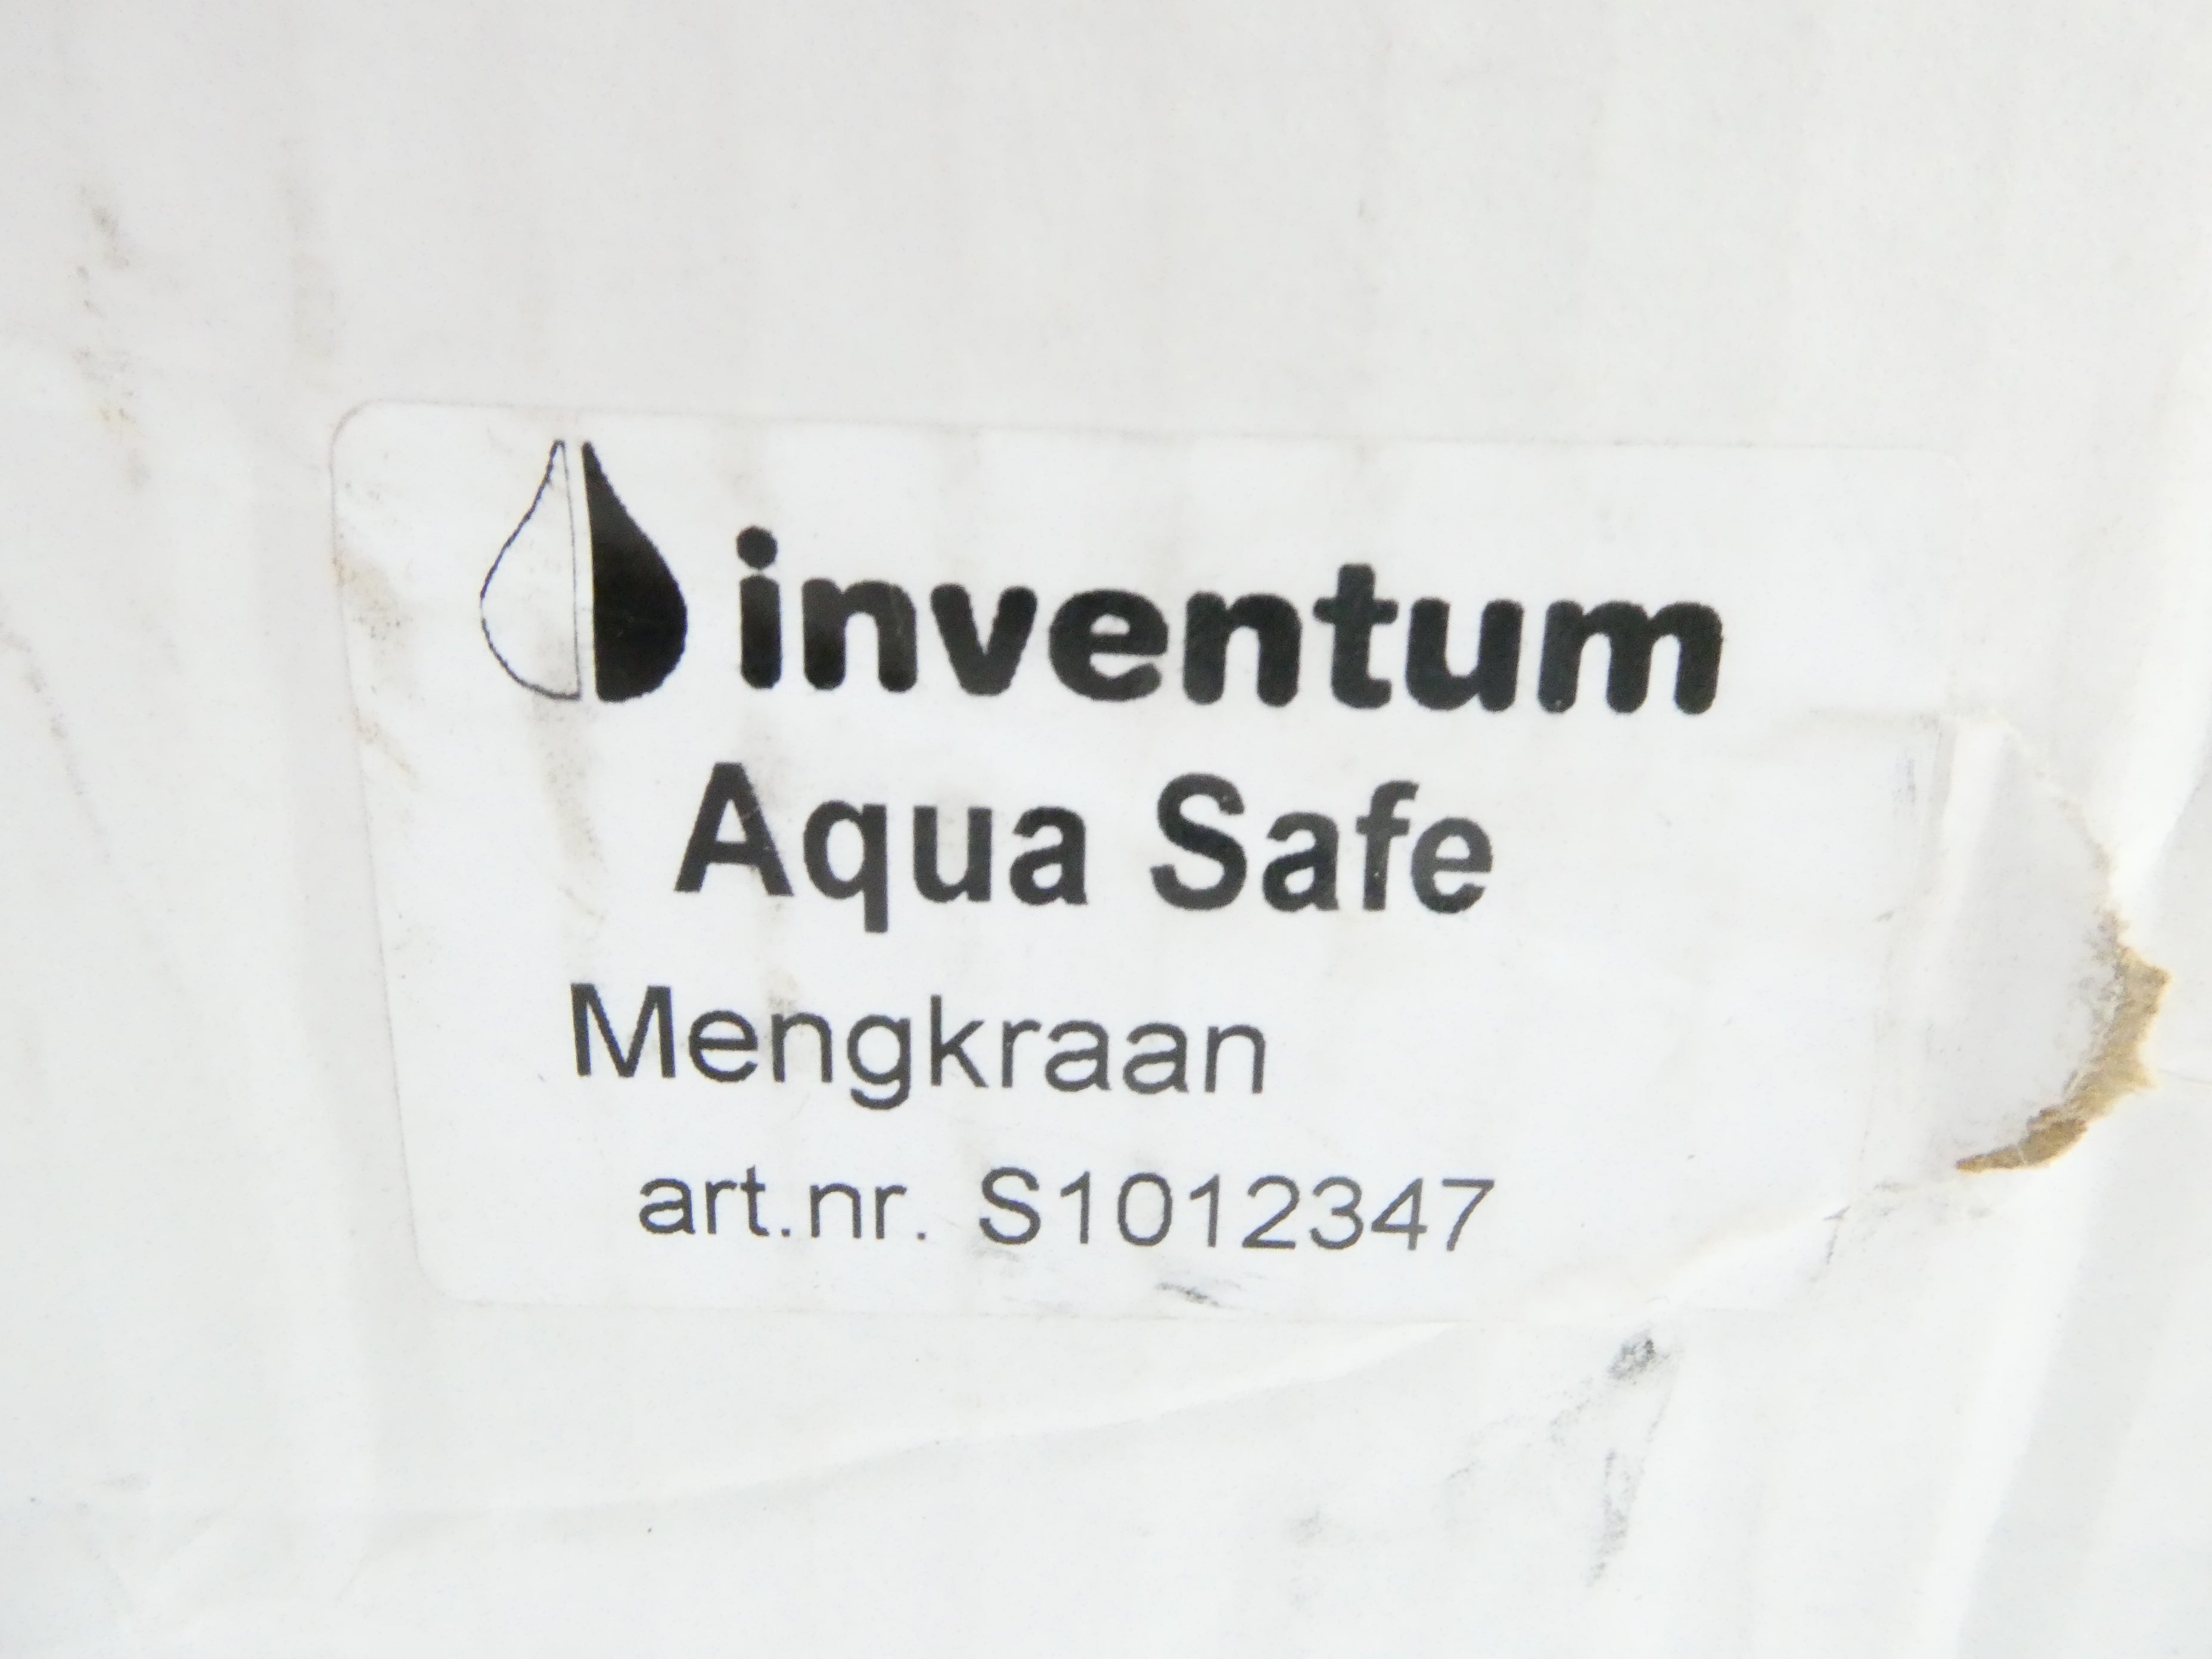 inventum
Aqua Safe
Mengkraan
art.nr. S1012347